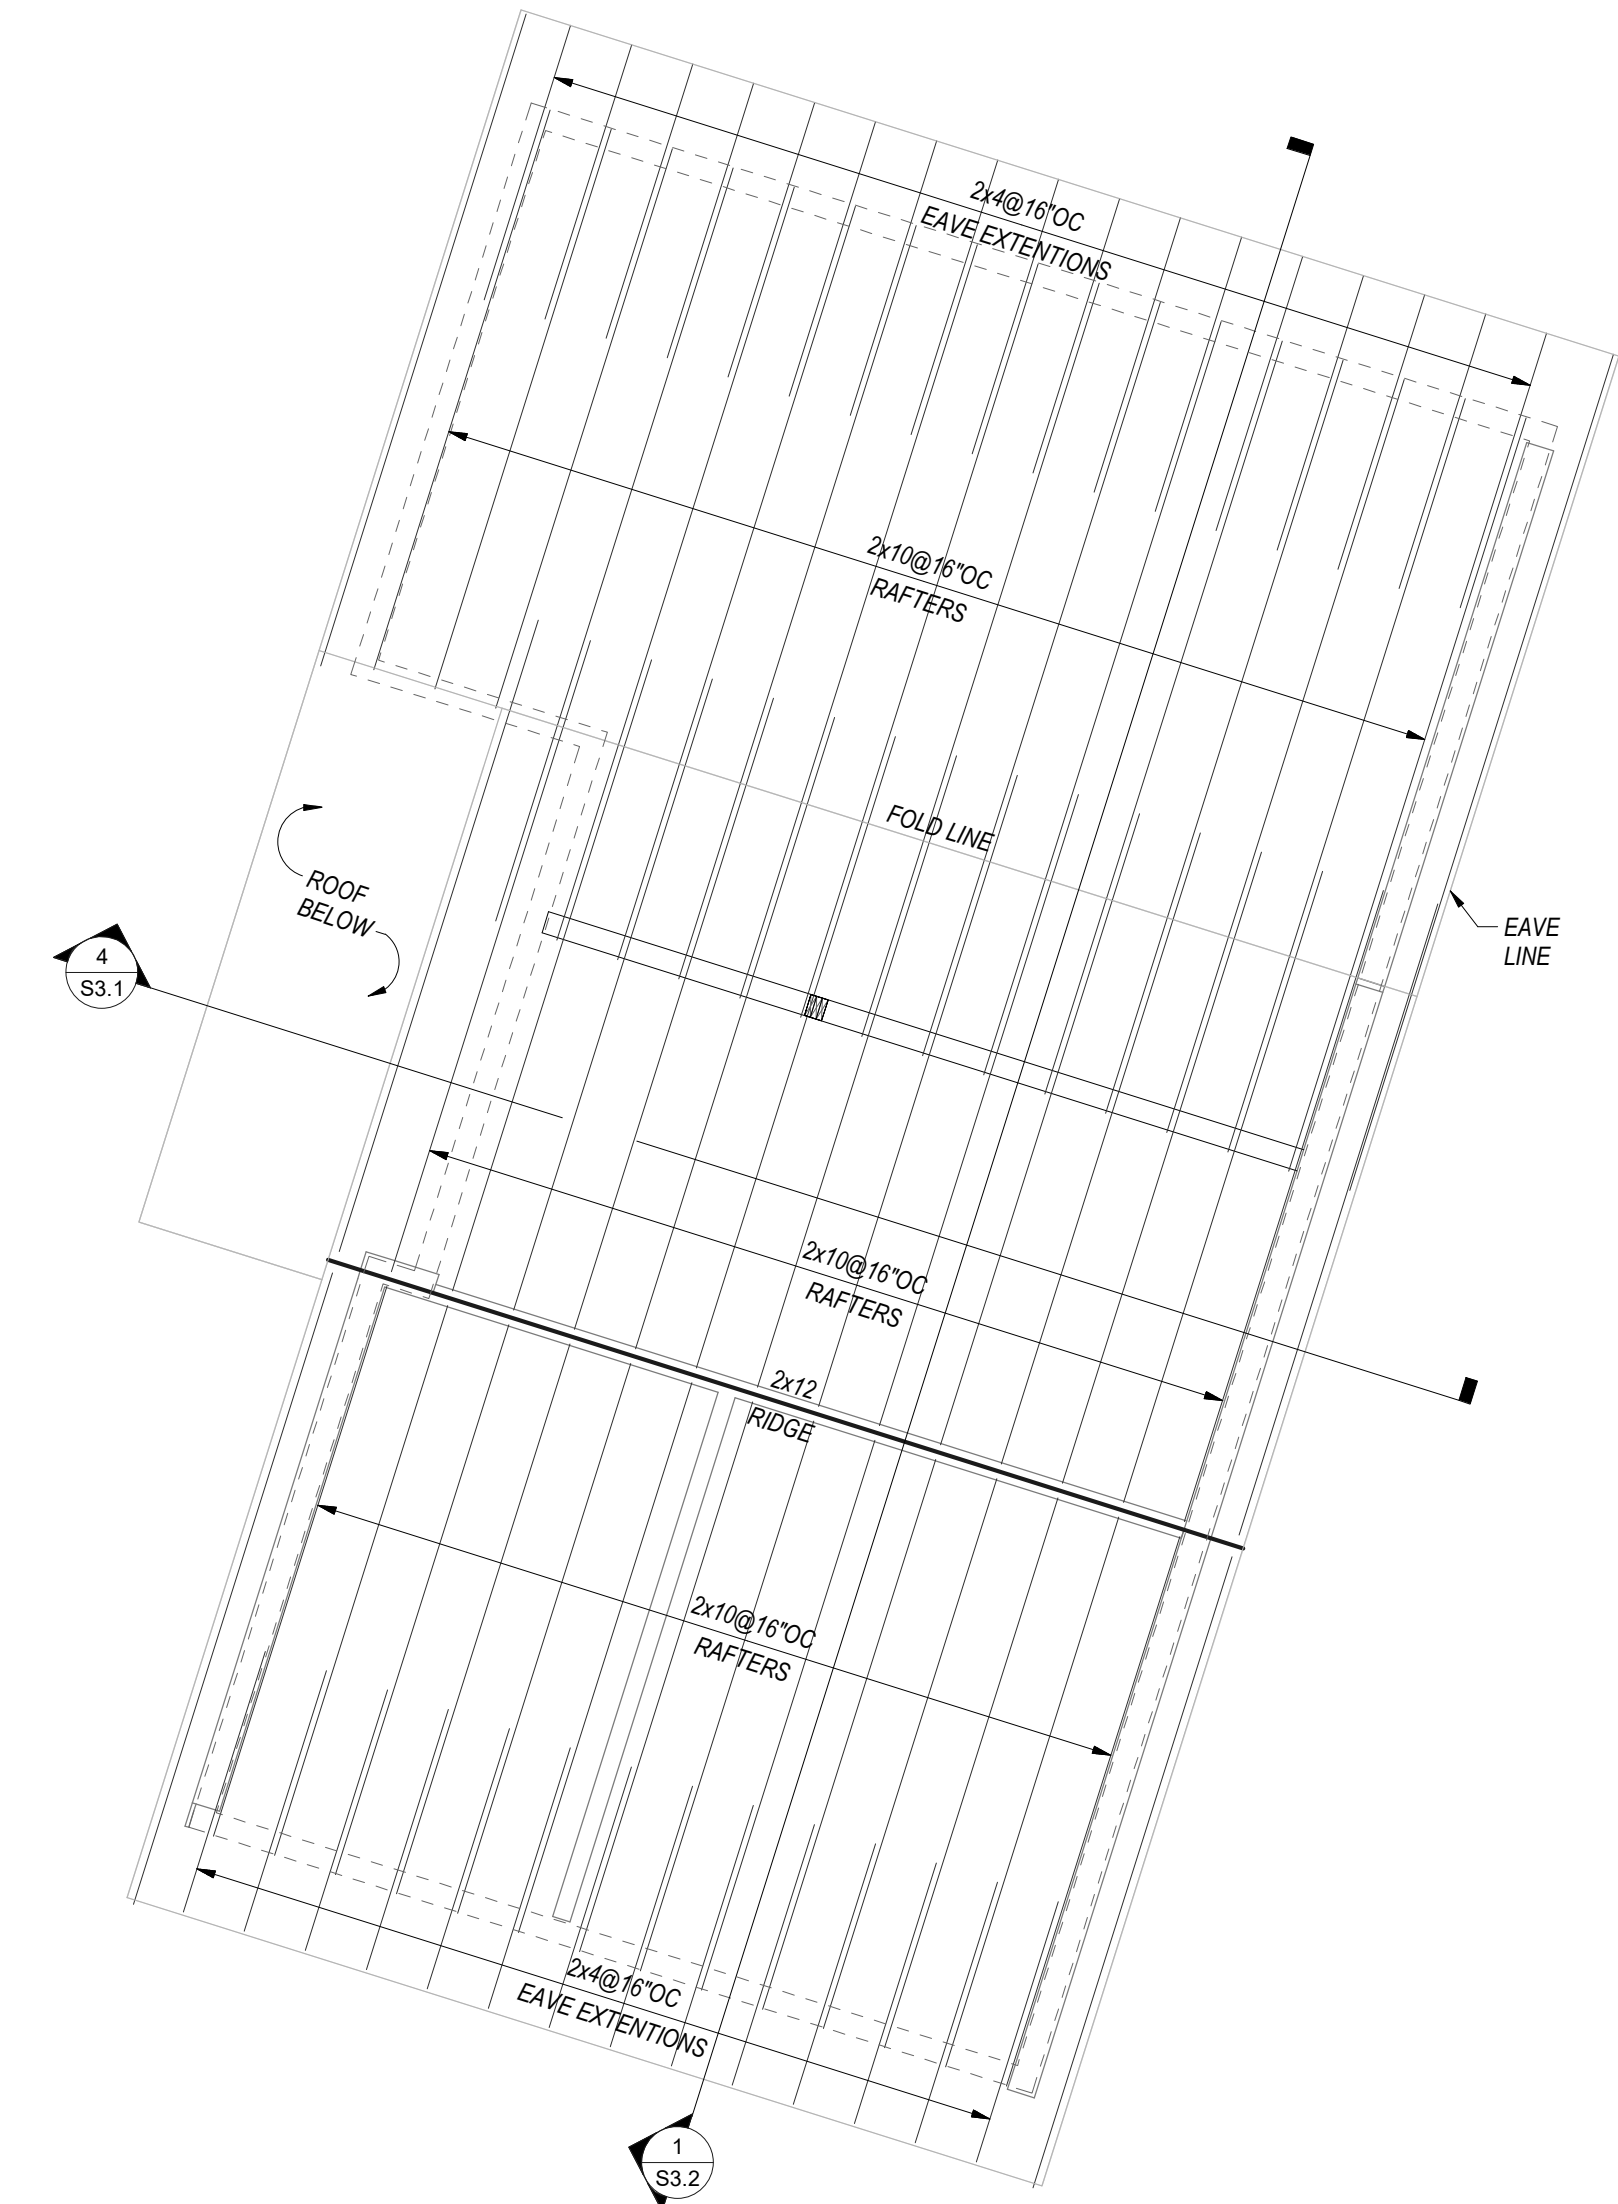 2x4@16"OC
EAVE EXTENTIONS
2x10@16"OC
RAFTERS
FOLD LINE
ROOF
BELOW
EAVE
LINE
4
S3.1
2x10@16"OC
RAFTERS
2x12
RIDGE
2x10@16"OC
RAFTERS
2x4@16"OC
EAVE EXTENTIONS
1
S3.2